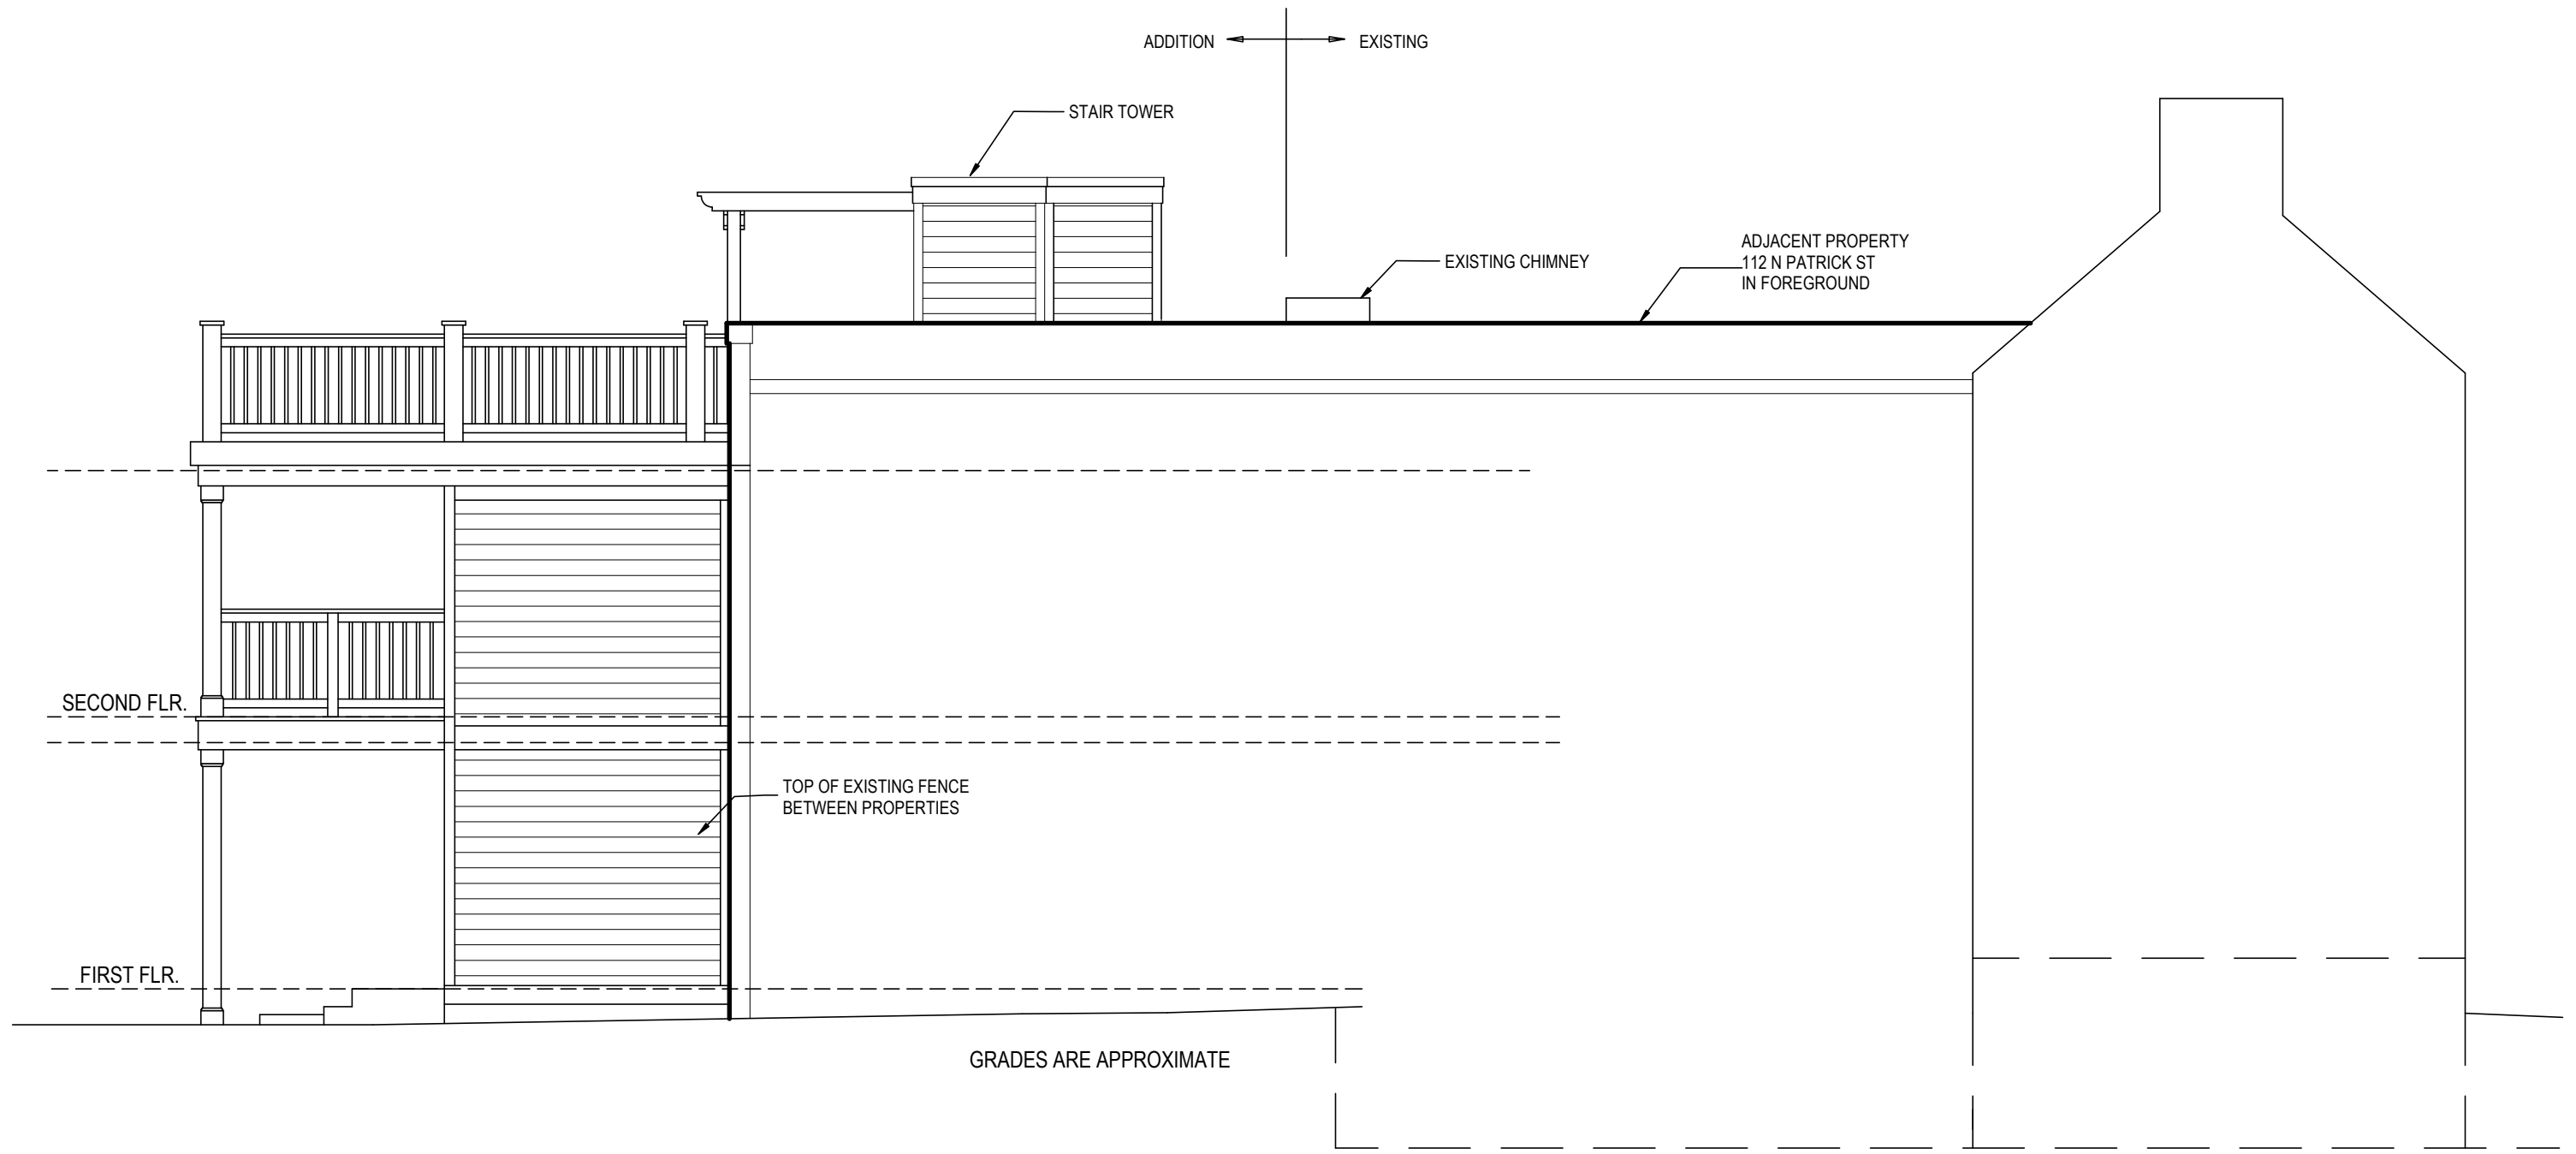 ADDITION
EXISTING
STAIR TOWER
ADJACENT PROPERTY
112 N PATRICK ST
IN FOREGROUND
EXISTING CHIMNEY
SECOND FLR.
TOP OF EXISTING FENCE
BETWEEN PROPERTIES
FIRST FLR.
GRADES ARE APPROXIMATE